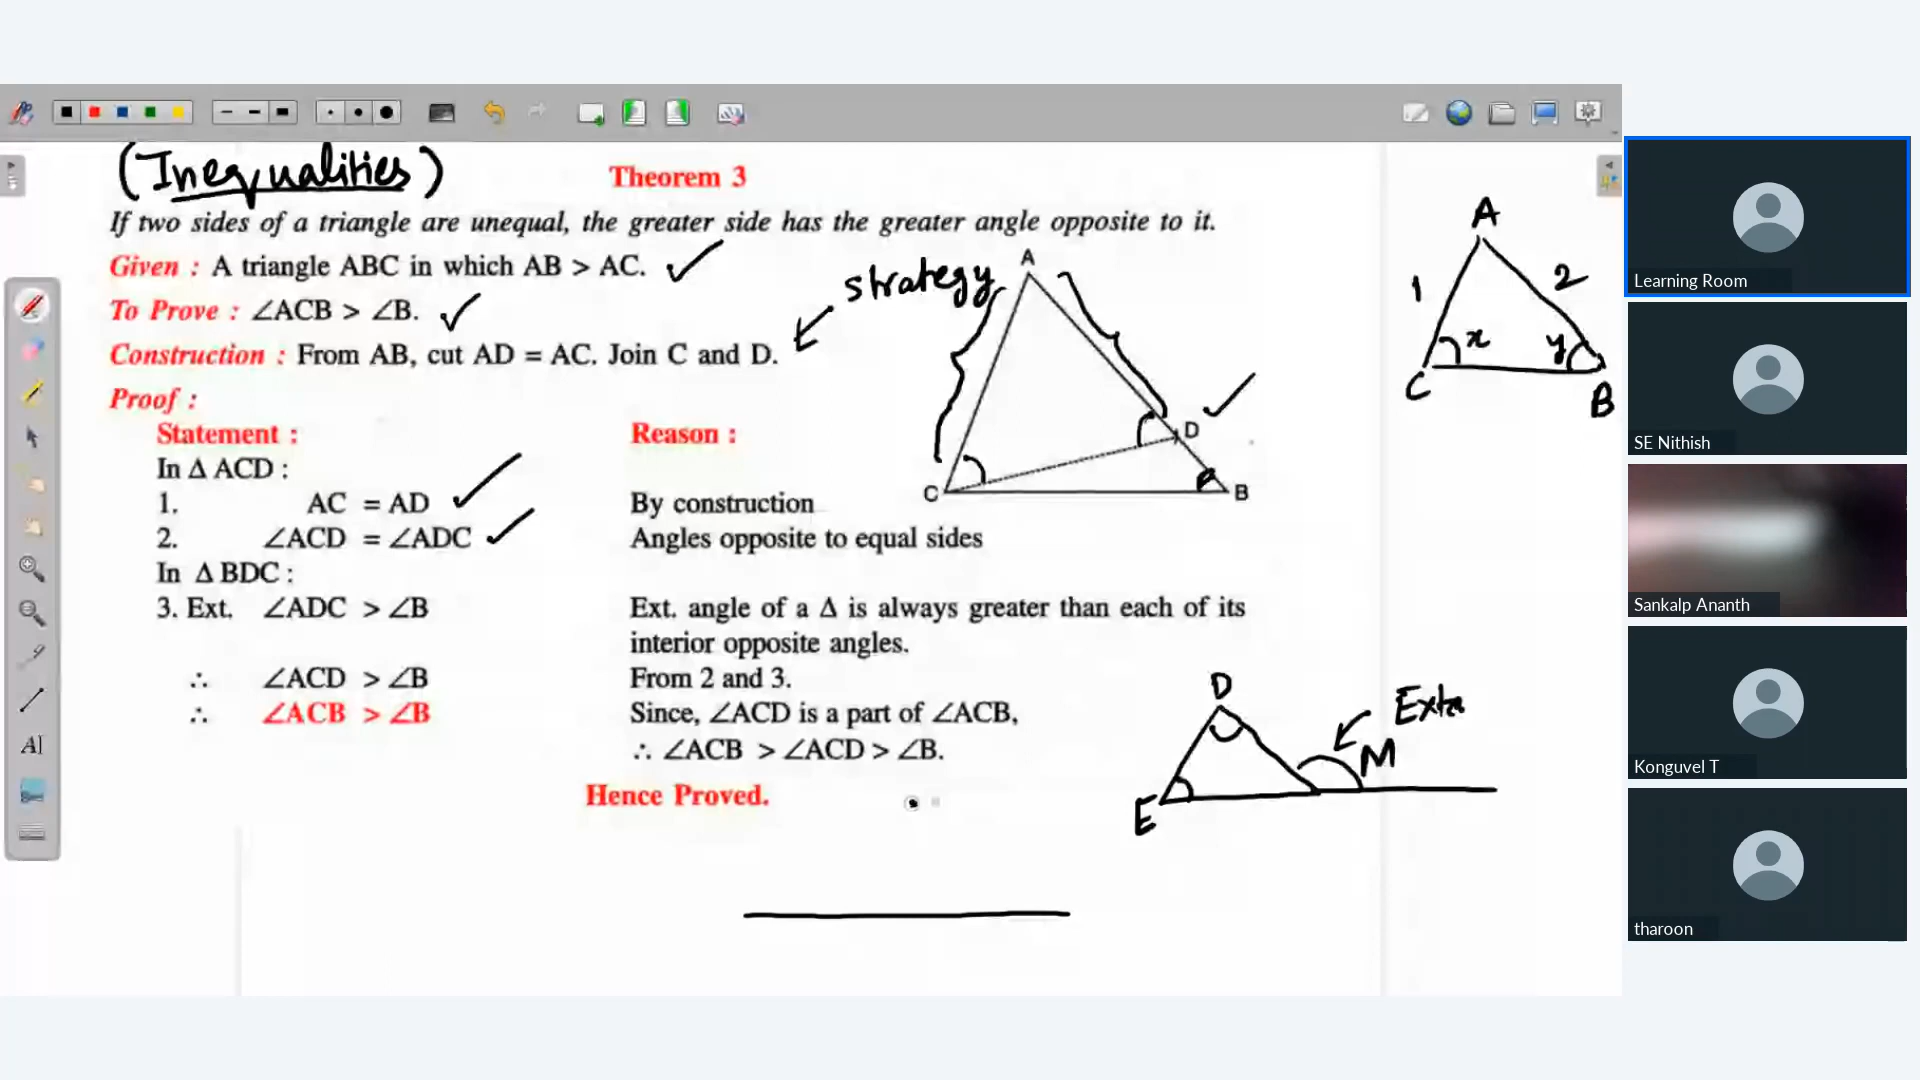 (Inequalities)
Theorem 3
If two sides of a triangle are unequal, the greater side has the greater angle opposite to it.
Given : A triangle ABC in which AB > AC.
To Prove : ∠ACB > ∠B.
Construction : From AB, cut AD = AC. Join C and D.
strategy
Proof :
Statement :
Reason :
In Δ ACD :
1. AC = AD
By construction
2. ∠ACD = ∠ADC
Angles opposite to equal sides
In Δ BDC :
3. Ext. ∠ADC > ∠B
Ext. angle of a Δ is always greater than each of its
interior opposite angles.
∴ ∠ACD > ∠B
From 2 and 3.
∴ ∠ACB > ∠B
Since, ∠ACD is a part of ∠ACB,
∴ ∠ACB > ∠ACD > ∠B.
Hence Proved.
A
D
C
B
A
1
2
x
y
C
B
D
Exte
M
E
AI
Learning Room
SE Nithish
Sankalp Ananth
Konguvel T
tharoon